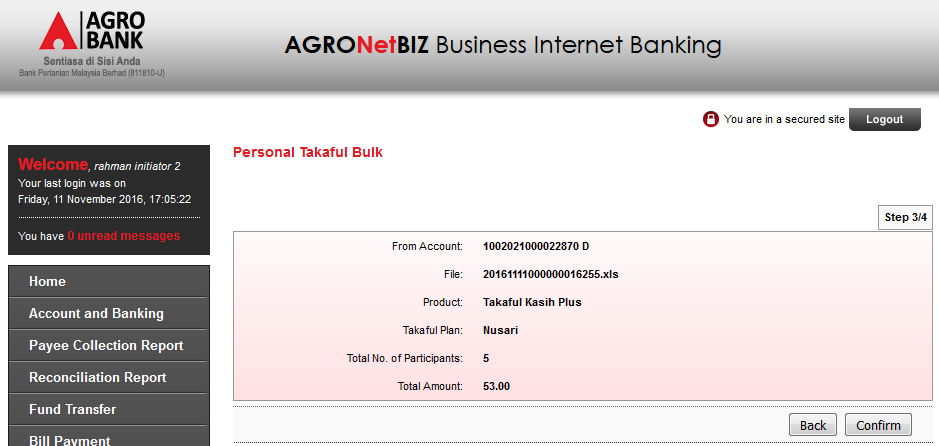 AGRO
BANK
Sentiasa di Sisi Anda
Bank Pertanian Malaysia Berhad (811810-U)
AGRONetBIZ Business Internet Banking
You are in a secured site
Logout
Welcome, rahman initiator 2
Your last login was on
Friday, 11 November 2016, 17:05:22
You have 0 unread messages
Home
Account and Banking
Payee Collection Report
Reconciliation Report
Fund Transfer
Bill Payment
Personal Takaful Bulk
Step 3/4
From Account: 1002021000022870 D
File: 20161111000000016255.xls
Product: Takaful Kasih Plus
Takaful Plan: Nusari
Total No. of Participants: 5
Total Amount: 53.00
Back
Confirm